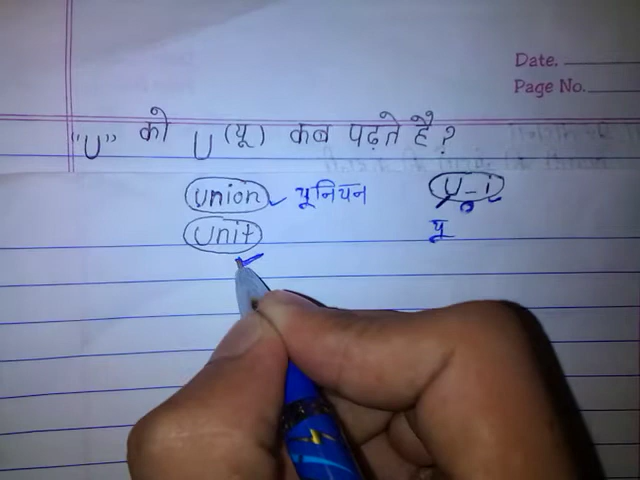 Date.
Page No.
"U" को U (यू) कब पढ़ते है ?
union यूनियन U-i
unit यू